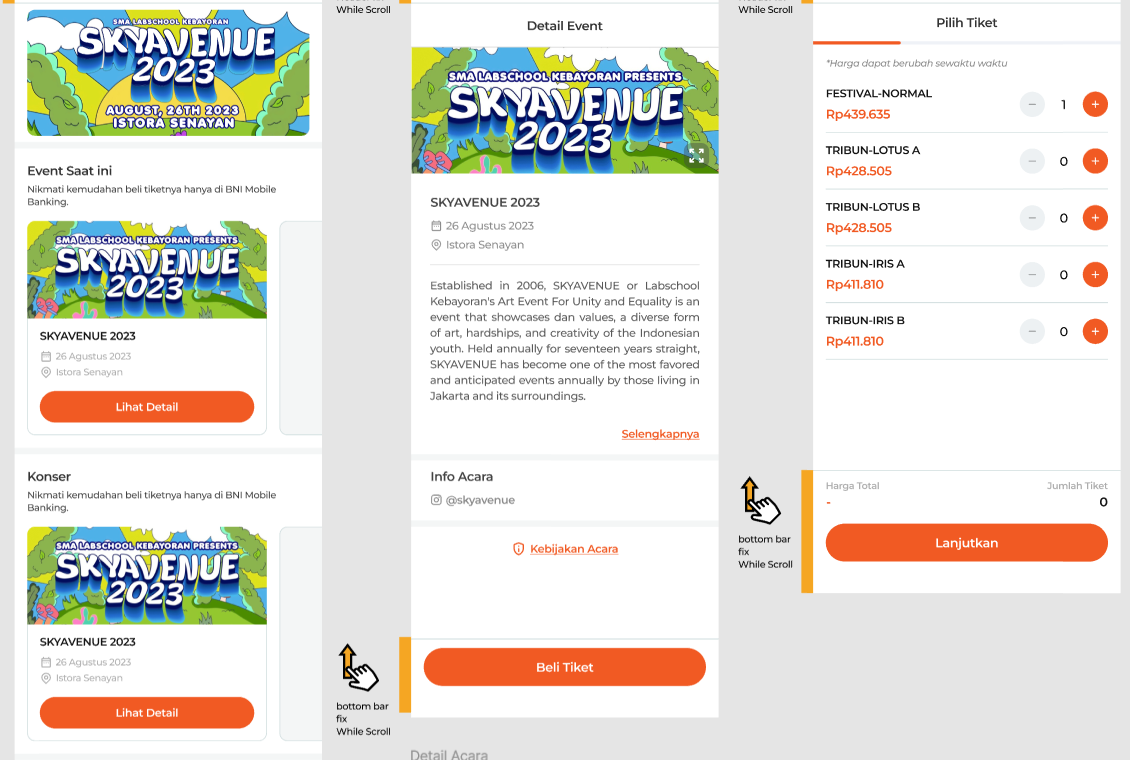 SMA LABSCHOOL KEBAYORAN
SKYAVENUE
2023
AUGUST, 26TH 2023
ISTORA SENAYAN
Event Saat ini
Nikmati kemudahan beli tiketnya hanya di BNI Mobile
Banking.
SMA LABSCHOOL KEBAYORAN PRESENTS
SKYAVENUE
2023
SKYAVENUE 2023
26 Agustus 2023
Istora Senayan
Lihat Detail
Konser
Nikmati kemudahan beli tiketnya hanya di BNI Mobile
Banking.
SMA LABSCHOOL KEBAYORAN PRESENTS
SKYAVENUE
2023
SKYAVENUE 2023
26 Agustus 2023
Istora Senayan
Lihat Detail
While Scroll
Detail Event
SMA LABSCHOOL KEBAYORAN PRESENTS
SKYAVENUE
2023
SKYAVENUE 2023
26 Agustus 2023
Istora Senayan
Established in 2006, SKYAVENUE or Labschool
Kebayoran's Art Event For Unity and Equality is an
event that showcases dan values, a diverse form
of art, hardships, and creativity of the Indonesian
youth. Held annually for seventeen years straight,
SKYAVENUE has become one of the most favored
and anticipated events annually by those living in
Jakarta and its surroundings.
Selengkapnya
Info Acara
@skyavenue
Kebijakan Acara
bottom bar
fix
While Scroll
Beli Tiket
Detail Acara
While Scroll
Pilih Tiket
*Harga dapat berubah sewaktu waktu
FESTIVAL-NORMAL
Rp439.635
− 1 +
TRIBUN-LOTUS A
Rp428.505
− 0 +
TRIBUN-LOTUS B
Rp428.505
− 0 +
TRIBUN-IRIS A
Rp411.810
− 0 +
TRIBUN-IRIS B
Rp411.810
− 0 +
bottom bar
fix
While Scroll
Harga Total Jumlah Tiket
- 0
Lanjutkan